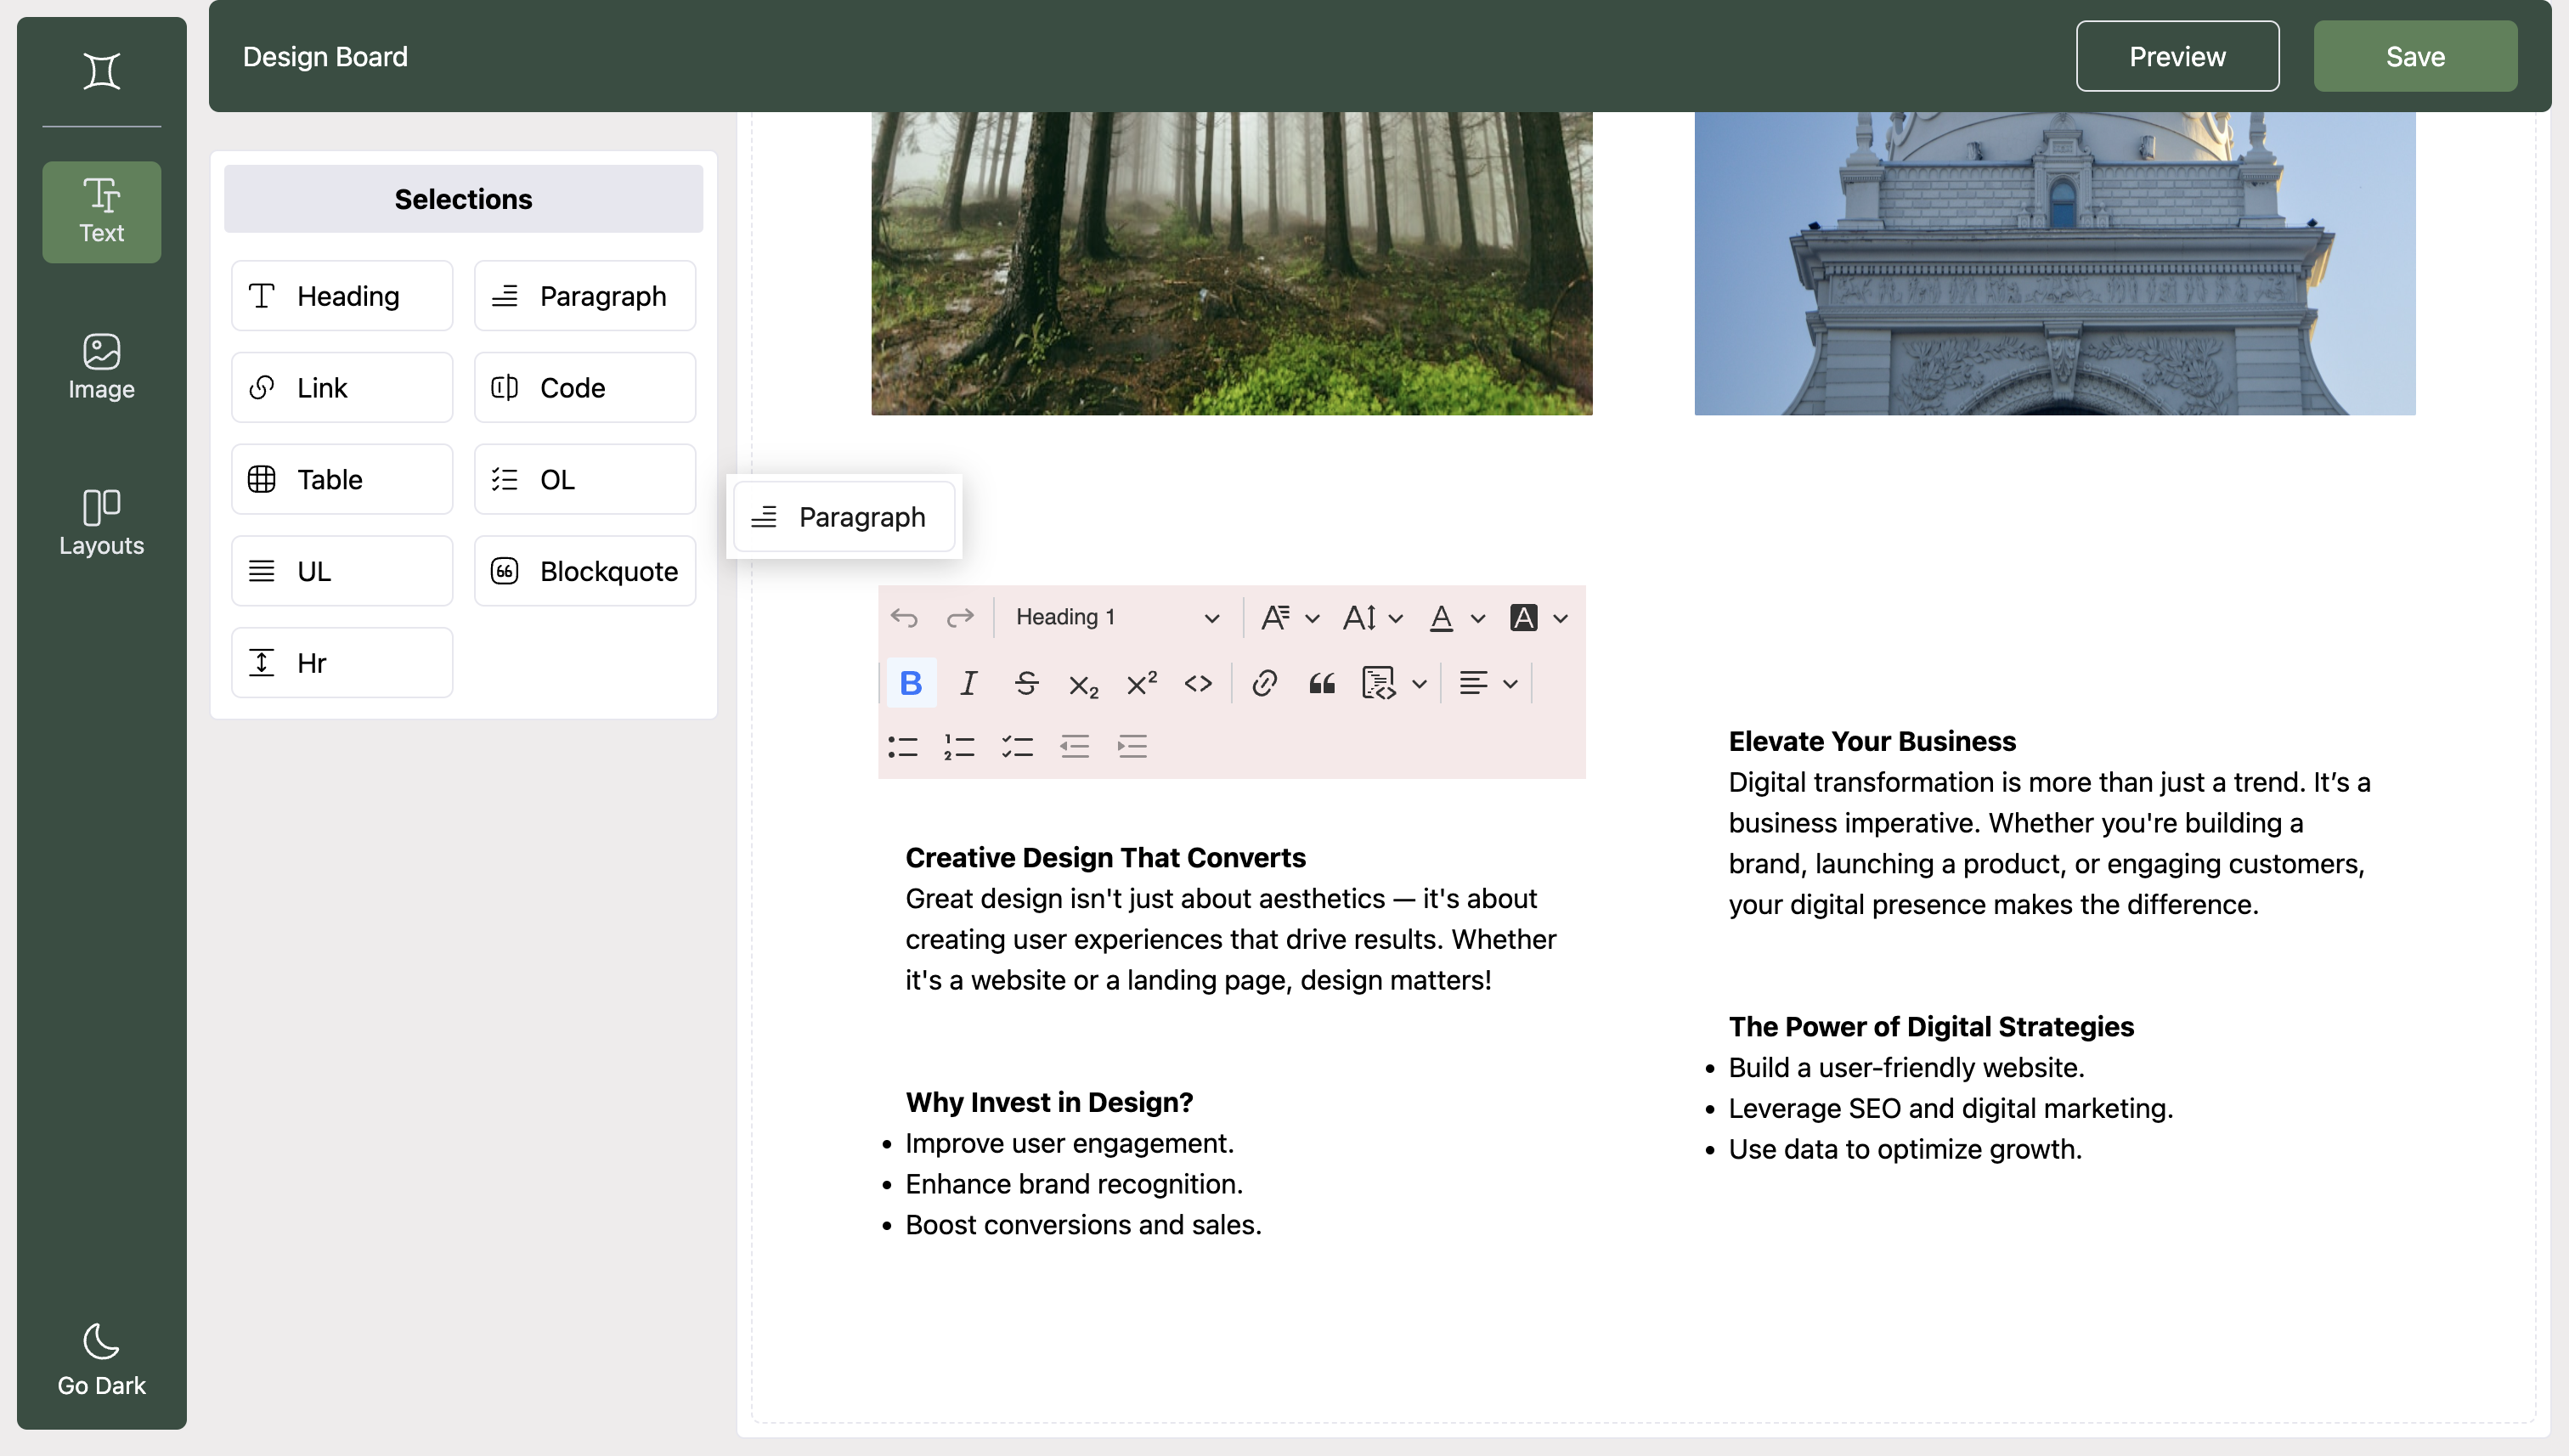 Design Board
Preview
Save
Text
Image
Layouts
Go Dark
Selections
Heading
Paragraph
Link
Code
Table
OL
UL
Blockquote
Hr
Paragraph
Heading 1
Creative Design That Converts
Great design isn't just about aesthetics — it's about
creating user experiences that drive results. Whether
it's a website or a landing page, design matters!
Why Invest in Design?
• Improve user engagement.
• Enhance brand recognition.
• Boost conversions and sales.
Elevate Your Business
Digital transformation is more than just a trend. It’s a
business imperative. Whether you're building a
brand, launching a product, or engaging customers,
your digital presence makes the difference.
The Power of Digital Strategies
• Build a user-friendly website.
• Leverage SEO and digital marketing.
• Use data to optimize growth.